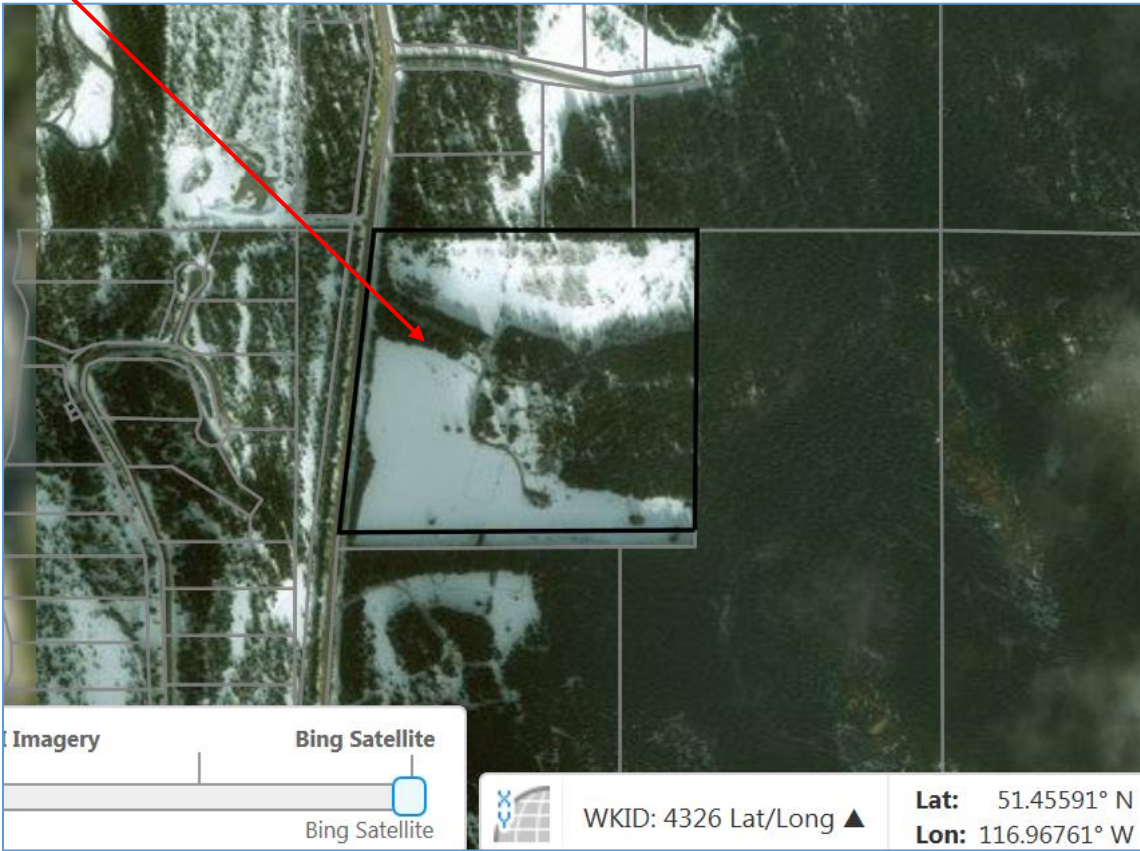 I Imagery
Bing Satellite
Bing Satellite
X
Y
WKID: 4326 Lat/Long ▲
Lat: 51.45591° N
Lon: 116.96761° W